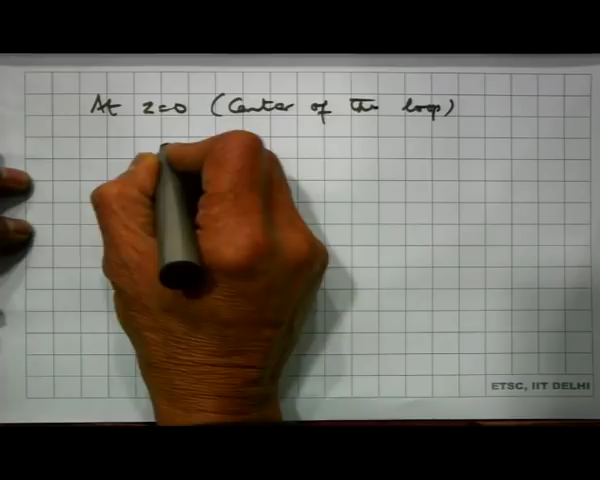 At z=0 (Center of the loop)
ETSC, IIT DELHI